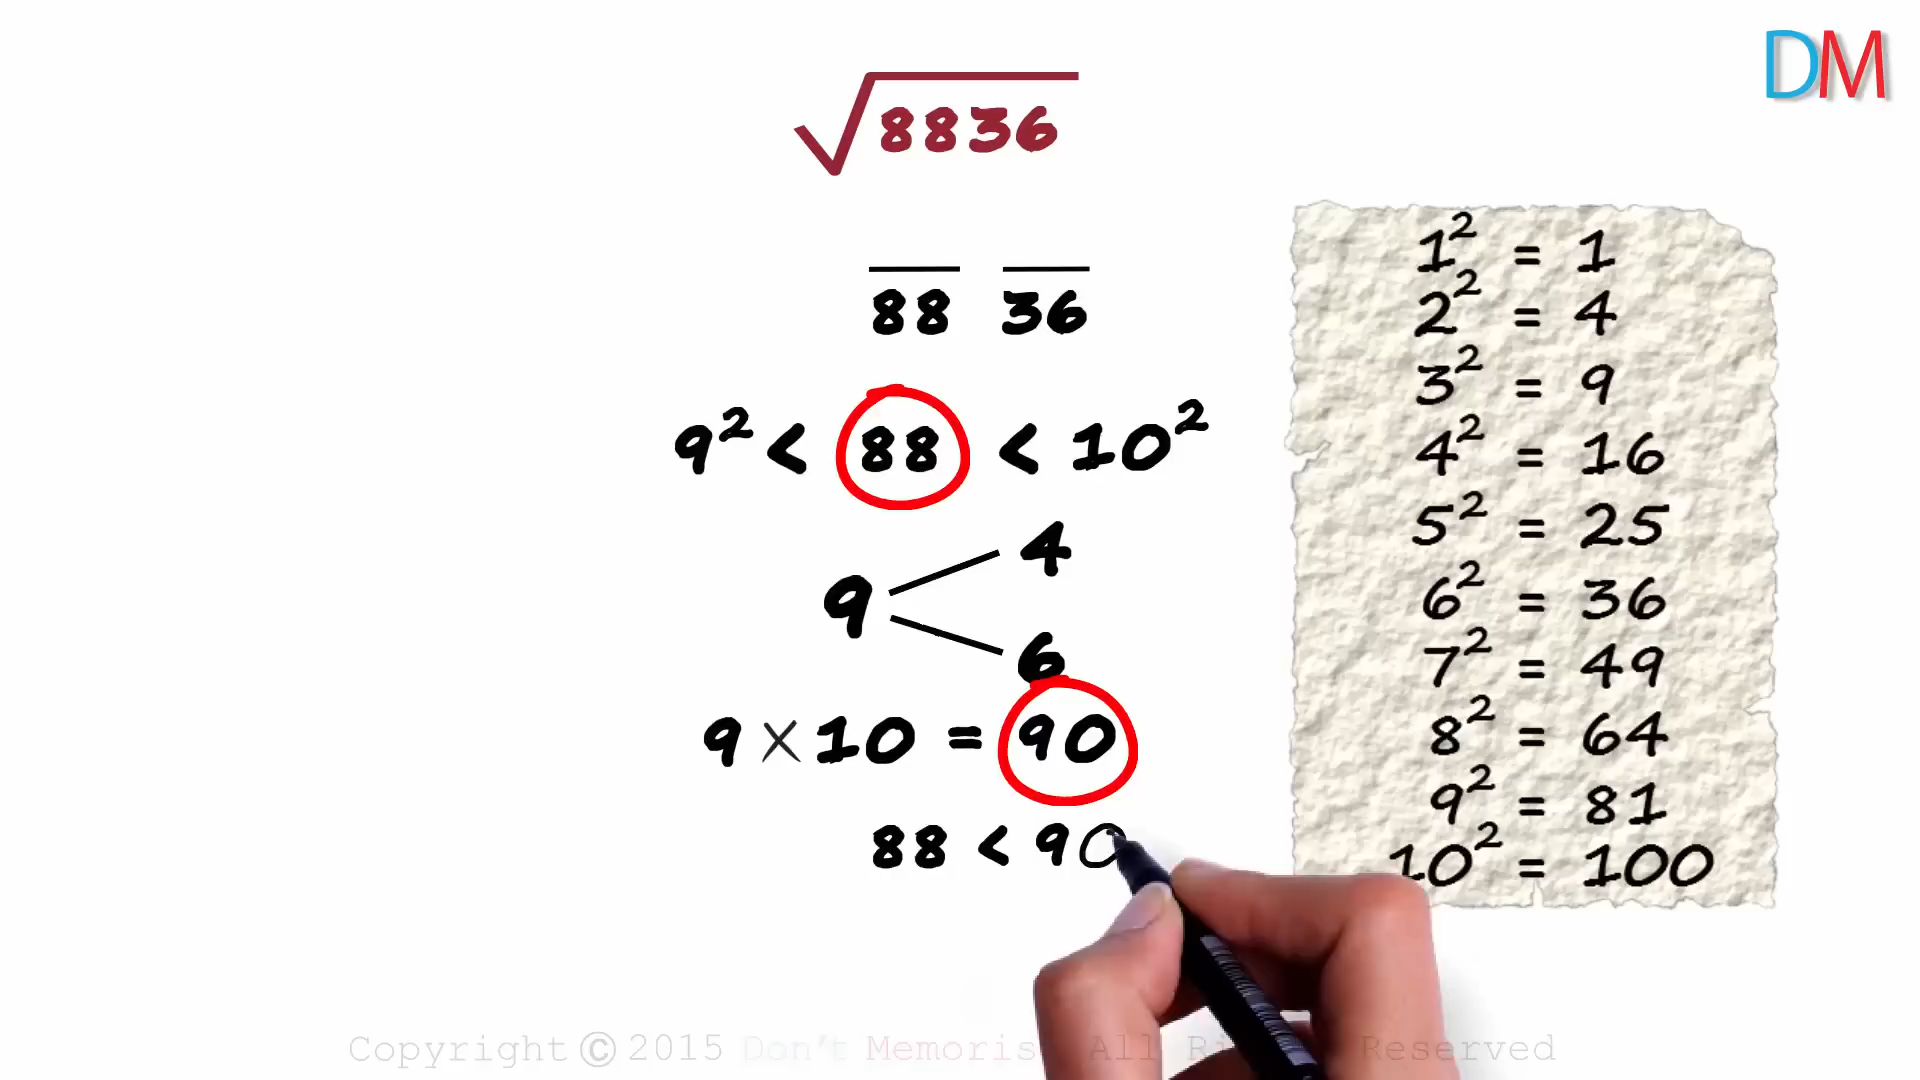 DM
√8836
88 36
9² < 88 < 10²
9
4
6
9 × 10 = 90
88 < 90
1² = 1
2² = 4
3² = 9
4² = 16
5² = 25
6² = 36
7² = 49
8² = 64
9² = 81
10² = 100
Copyright © 2015 Don't Memoris All Reserved